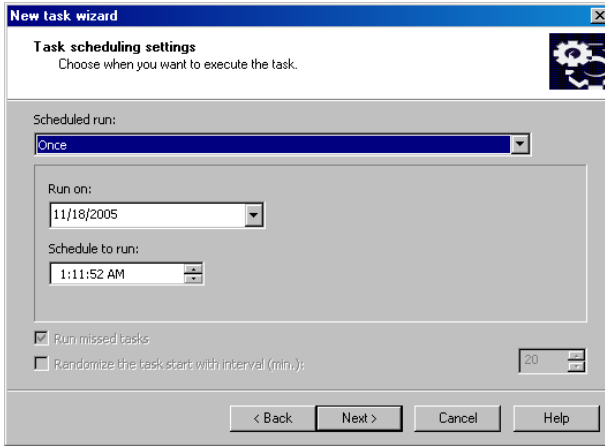 New task wizard
Task scheduling settings
Choose when you want to execute the task.
Scheduled run:
Once
Run on:
11/18/2005
Schedule to run:
1:11:52 AM
Run missed tasks
Randomize the task start with interval (min.): 20
< Back Next > Cancel Help